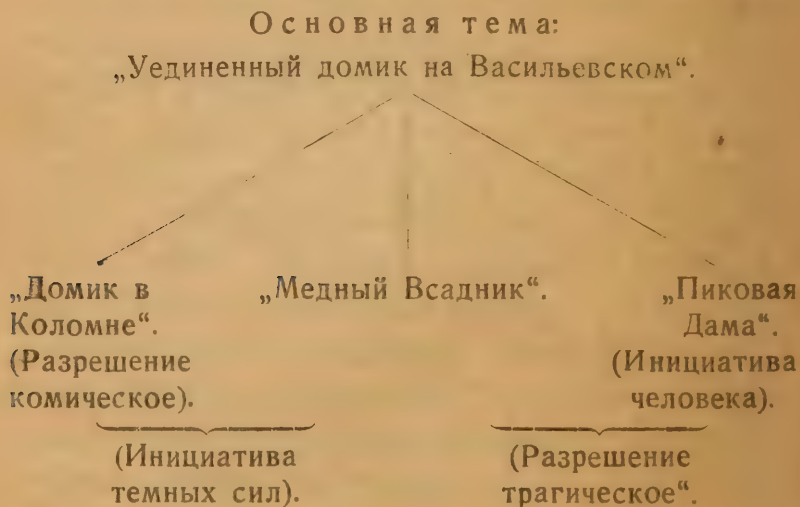 Основная тема:
„Уединенный домик на Васильевском“.
„Домик в
Коломне“.
(Разрешение
комическое).
„Медный Всадник“.
„Пиковая
Дама“.
(Инициатива
человека).
(Инициатива
темных сил).
(Разрешение
трагическое“.